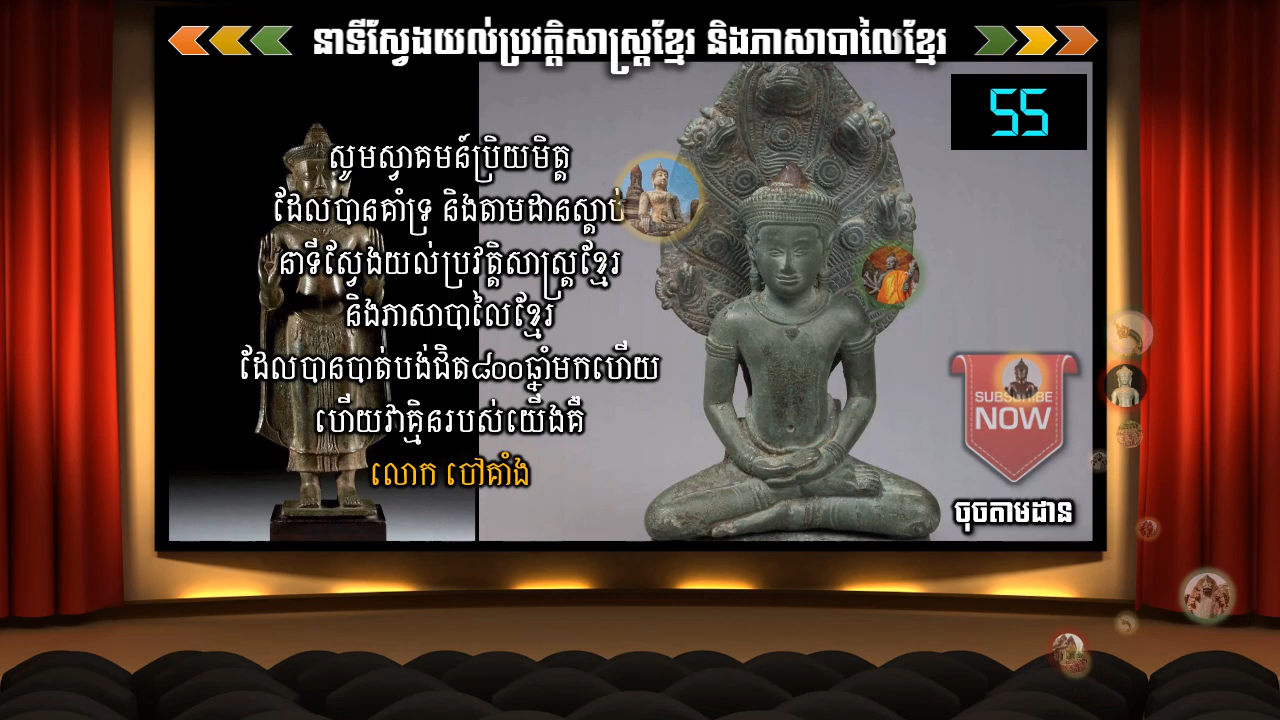 នាទីស្វែងយល់ប្រវត្តិសាស្ត្រខ្មែរ និងភាសាបាលៃខ្មែរ
55
សូមស្វាគមន៍ប្រិយមិត្ត
ដែលបានគាំទ្រ និងតាមដានស្តាប់
នាទីស្វែងយល់ប្រវត្តិសាស្ត្រខ្មែរ
និងភាសាបាលៃខ្មែរ
ដែលបានបាត់បង់ជិត៨០០ឆ្នាំមកហើយ
ហើយវាគ្មិនរបស់យើងគឺ
លោក ចៅគាំង
SUBSCRIBE
NOW
ចុចតាមដាន